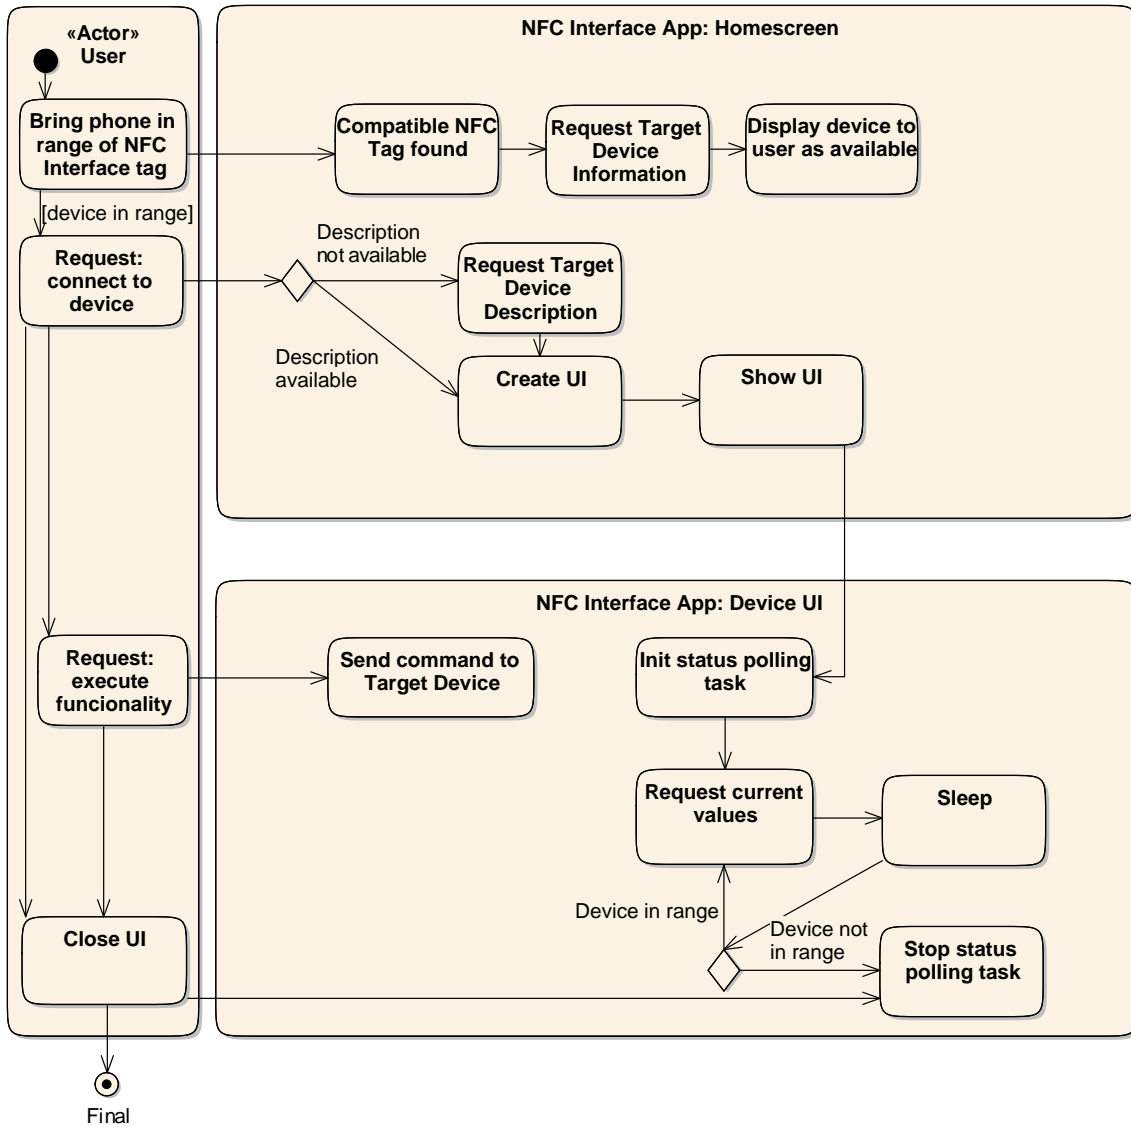 «Actor»
User
NFC Interface App: Homescreen
Bring phone in
range of NFC
Interface tag
Compatible NFC
Tag found
Request Target
Device
Information
Display device to
user as available
[device in range]
Request:
connect to
device
Description
not available
Request Target
Device
Description
Description
available
Create UI
Show UI
NFC Interface App: Device UI
Request:
execute
funcionality
Send command to
Target Device
Init status polling
task
Request current
values
Sleep
Device in range
Device not
in range
Close UI
Stop status
polling task
Final